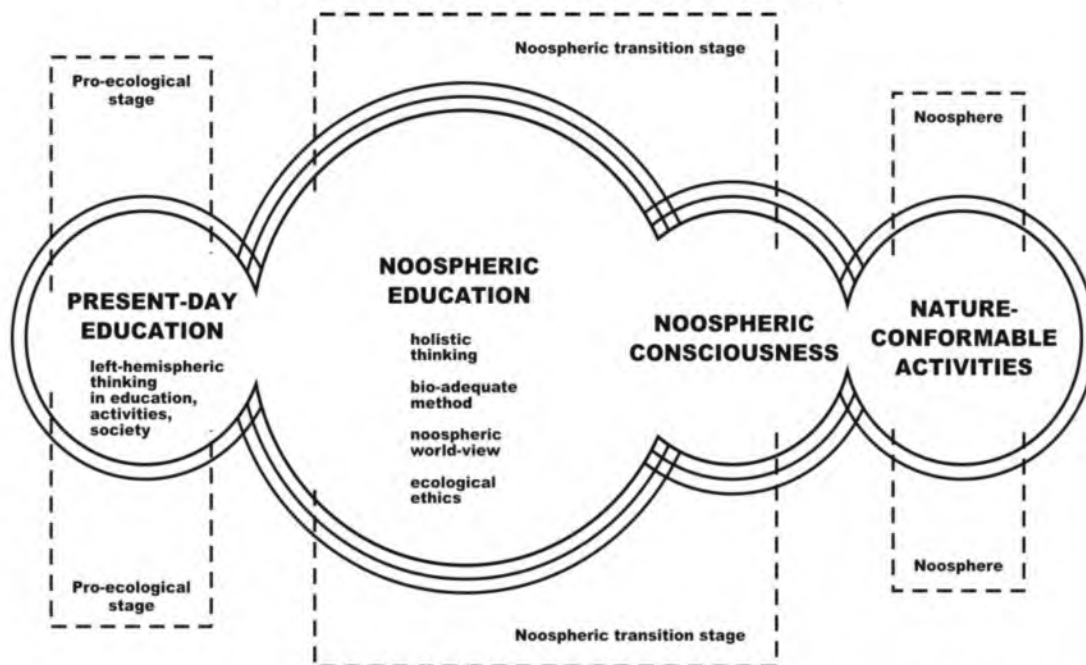 Noospheric transition stage
Pro-ecological
stage
Noosphere
PRESENT-DAY
EDUCATION
left-hemispheric
thinking
in education,
activities,
society
NOOSPHERIC
EDUCATION
holistic
thinking
bio-adequate
method
noospheric
world-view
ecological
ethics
NOOSPHERIC
CONSCIOUSNESS
NATURE-
CONFORMABLE
ACTIVITIES
Pro-ecological
stage
Noosphere
Noospheric transition stage